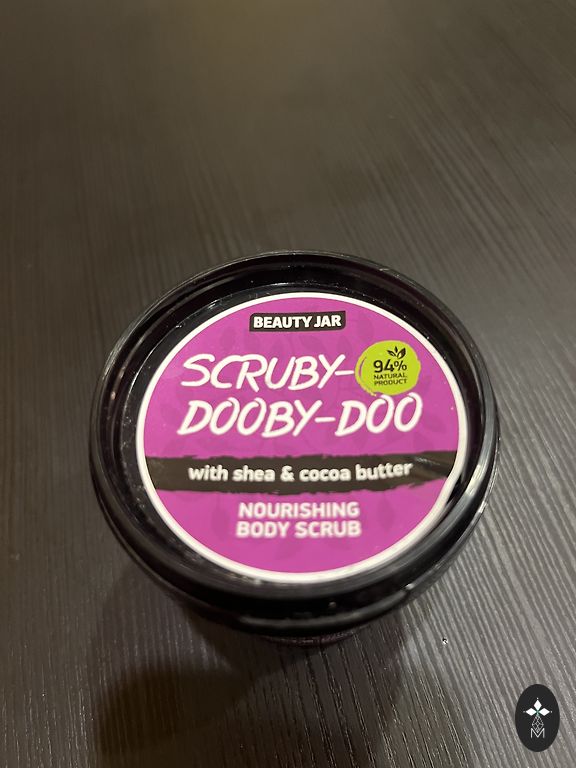 BEAUTY JAR
SCRUBY-
DOOBY-DOO
94%
NATURAL
PRODUCT
with shea & cocoa butter
NOURISHING
BODY SCRUB
M